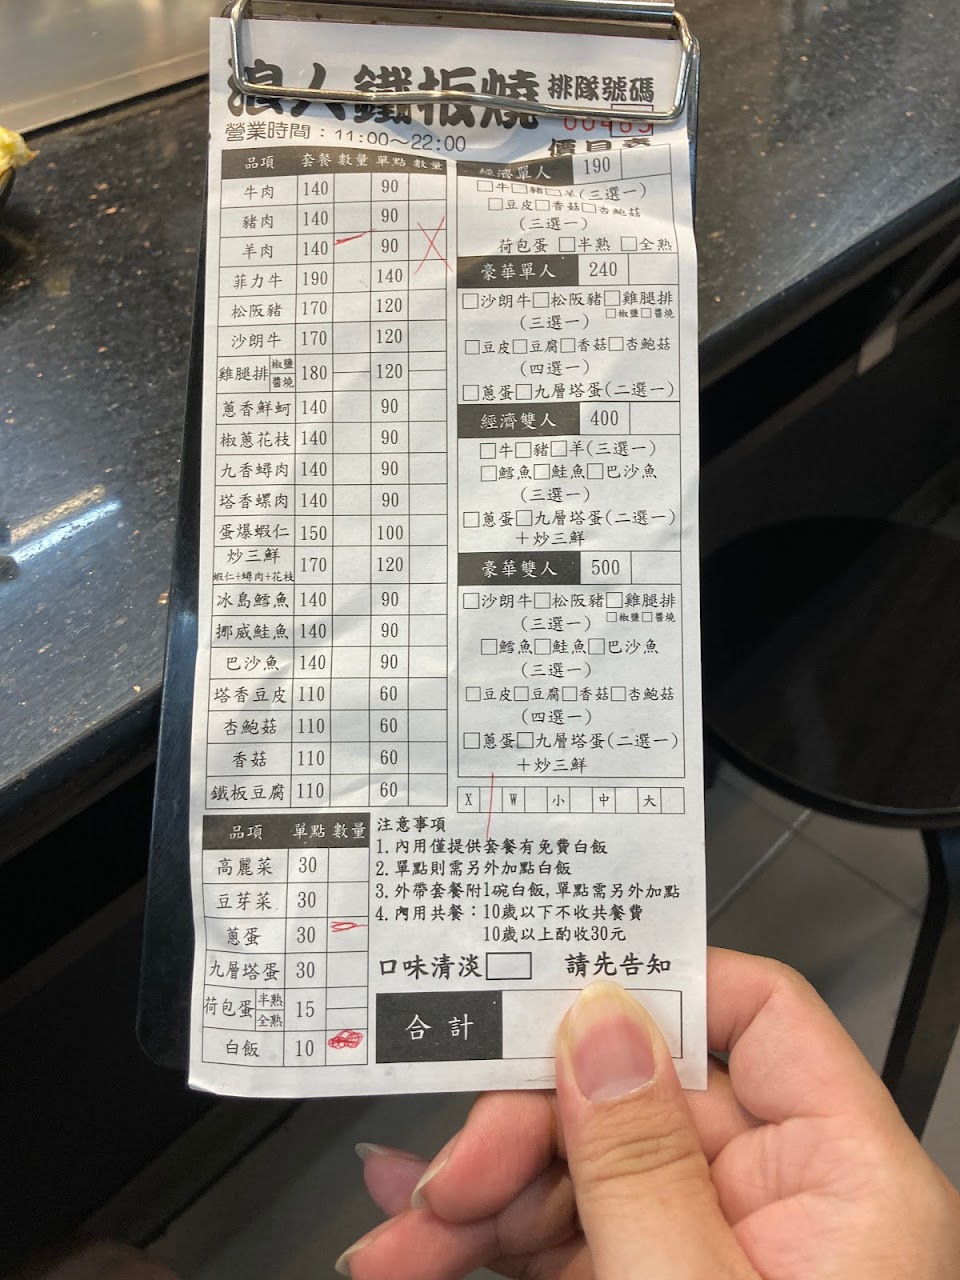 浪人鐵板燒
排隊號碼
00485
營業時間：11:00～22:00
品項 套餐 數量 單點 數量
牛肉 140 90
豬肉 140 90
羊肉 140 90
菲力牛 190 140
松阪豬 170 120
沙朗牛 170 120
雞腿排 椒鹽 醬燒 180 120
蔥香鮮蚵 140 90
椒蔥花枝 140 90
九香蟳肉 140 90
塔香螺肉 140 90
蛋爆蝦仁 150 100
炒三鮮 170 120
蝦仁+蟳肉+花枝
冰島鱈魚 140 90
挪威鮭魚 140 90
巴沙魚 140 90
塔香豆皮 110 60
杏鮑菇 110 60
香菇 110 60
鐵板豆腐 110 60
品項 單點 數量
高麗菜 30
豆芽菜 30
蔥蛋 30
九層塔蛋 30
荷包蛋 半熟 全熟 15
白飯 10
經濟單人 190
□牛□豬□羊(三選一)
□豆皮□香菇□杏鮑菇
(三選一)
荷包蛋 □半熟 □全熟
豪華單人 240
□沙朗牛□松阪豬□雞腿排
(三選一) □椒鹽□醬燒
□豆皮□豆腐□香菇□杏鮑菇
(四選一)
□蔥蛋□九層塔蛋(二選一)
經濟雙人 400
□牛□豬□羊(三選一)
□鱈魚□鮭魚□巴沙魚
(三選一)
□蔥蛋□九層塔蛋(二選一)
＋炒三鮮
豪華雙人 500
□沙朗牛□松阪豬□雞腿排
(三選一) □椒鹽□醬燒
□鱈魚□鮭魚□巴沙魚
(三選一)
□豆皮□豆腐□香菇□杏鮑菇
(四選一)
□蔥蛋□九層塔蛋(二選一)
＋炒三鮮
X W 小 中 大
注意事項
1. 內用僅提供套餐有免費白飯
2. 單點則需另外加點白飯
3. 外帶套餐附1碗白飯,單點需另外加點
4. 內用共餐：10歲以下不收共餐費
10歲以上酌收30元
口味清淡□ 請先告知
合計